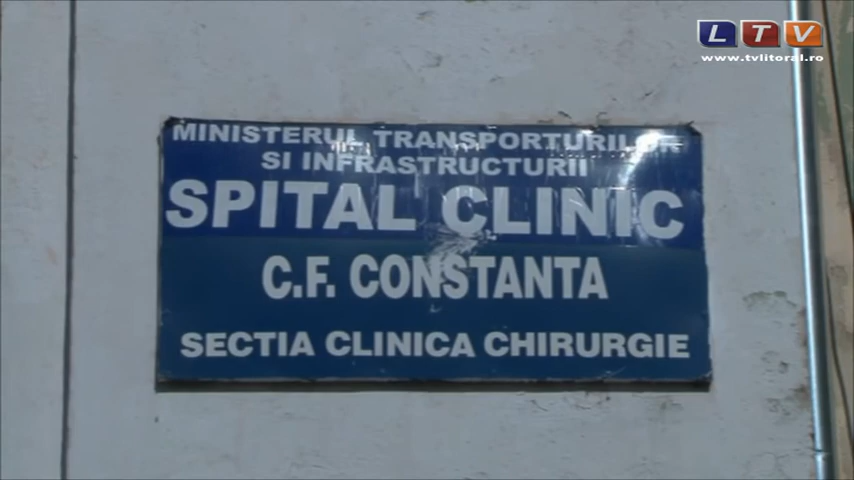 LTV
www.tvlitoral.ro
MINISTERUL TRANSPORTURILOR
SI INFRASTRUCTURII
SPITAL CLINIC
C.F. CONSTANTA
SECTIA CLINICA CHIRURGIE